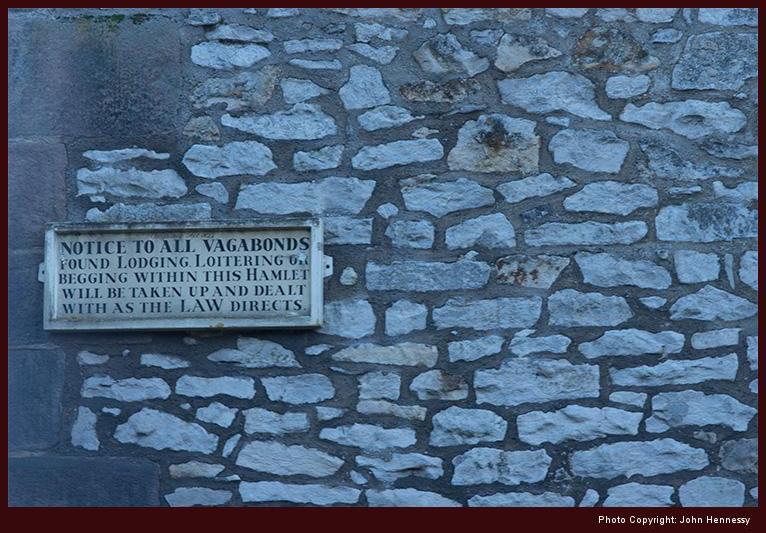 NOTICE TO ALL VAGABONDS
FOUND LODGING, LOITERING OR
BEGGING WITHIN THIS HAMLET
WILL BE TAKEN UP AND DEALT
WITH AS THE LAW DIRECTS
Photo Copyright: John Hennessy